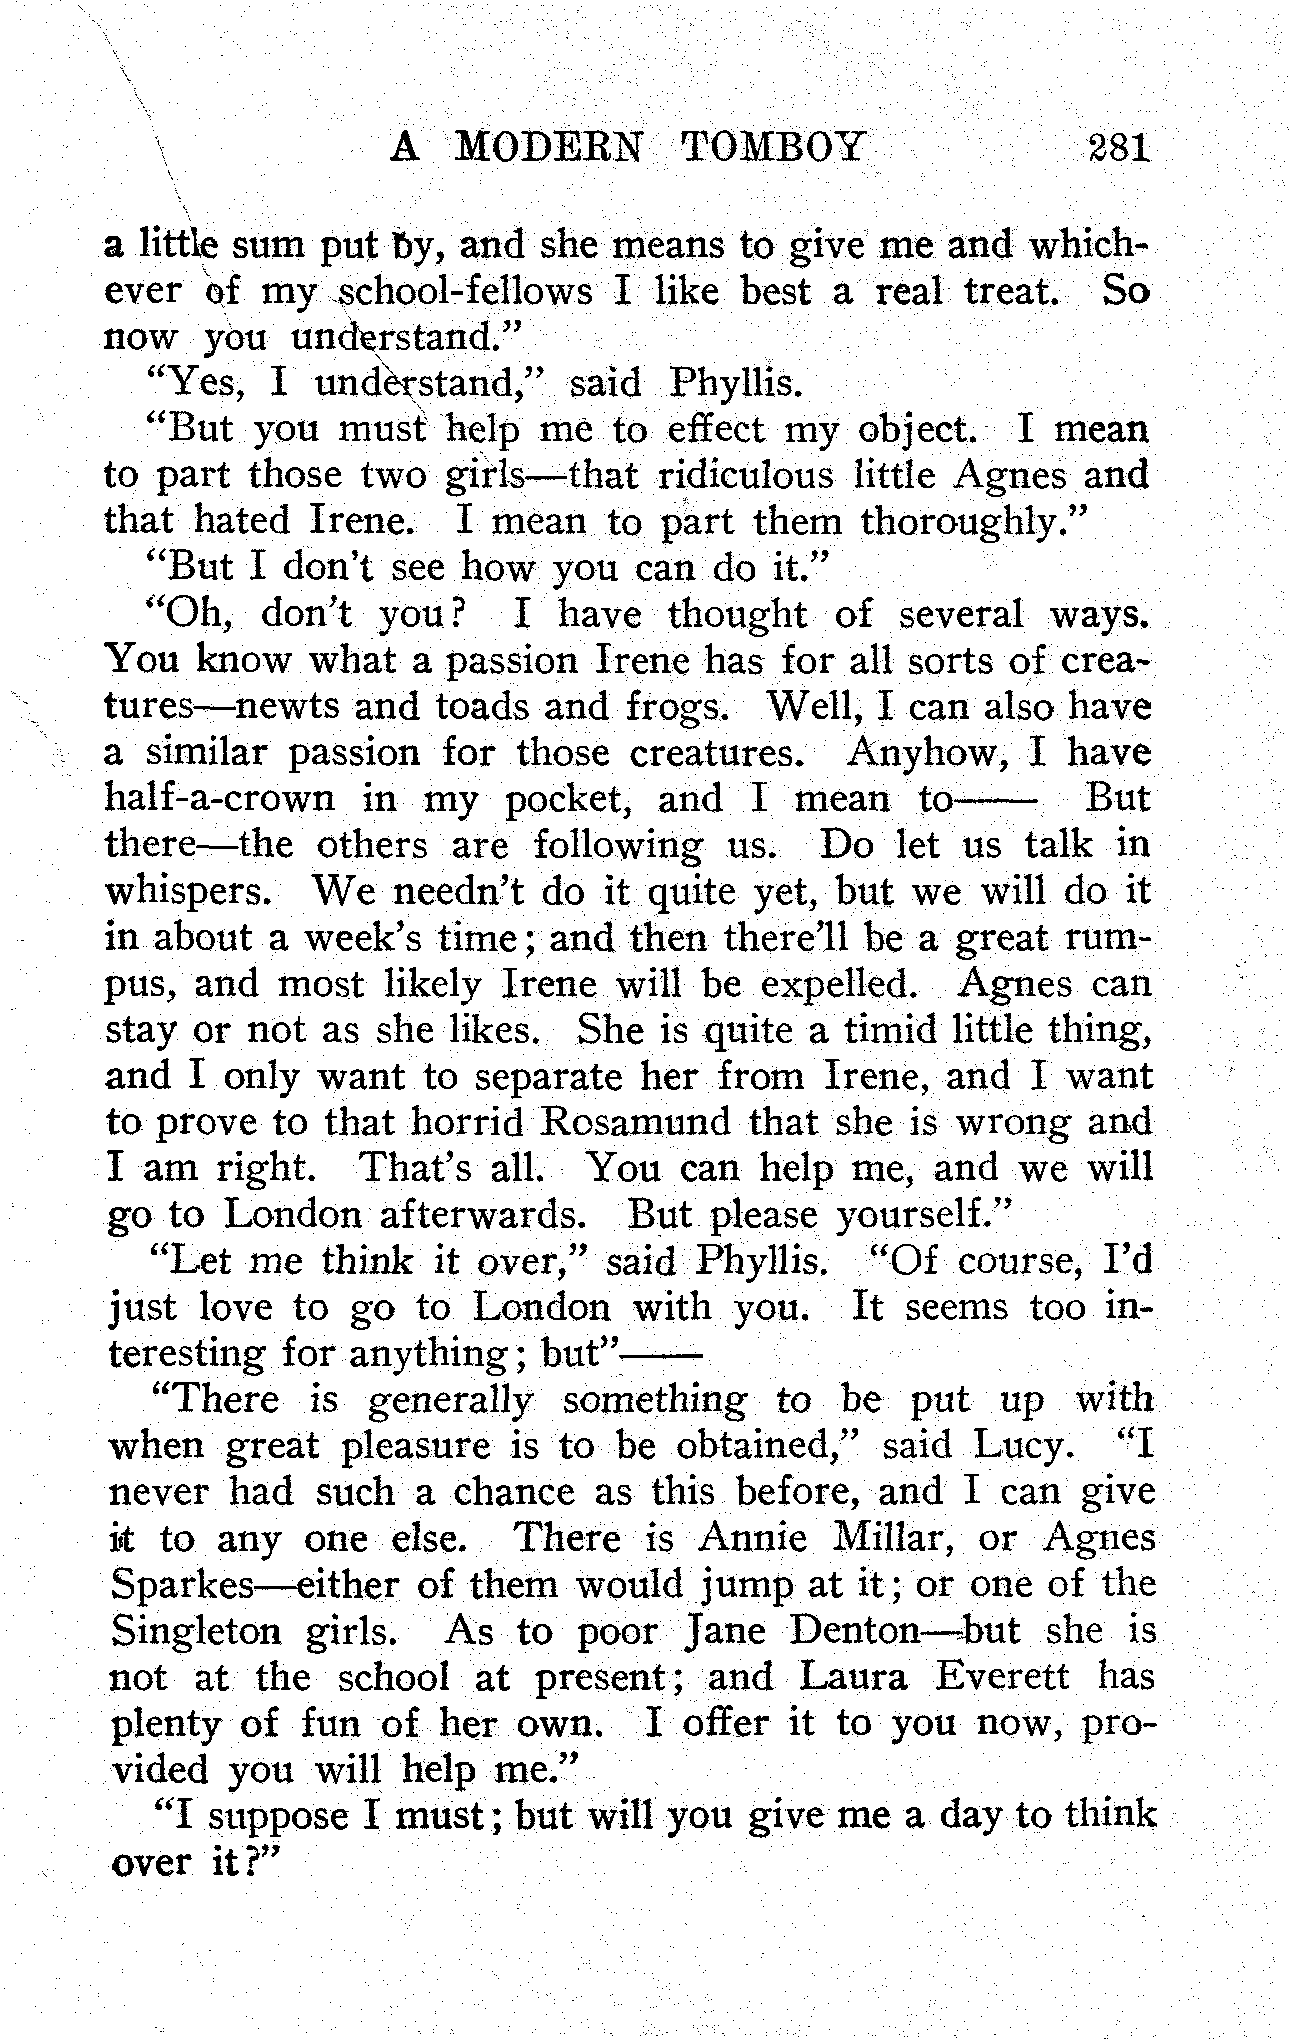 A MODERN TOMBOY 281
a little sum put by, and she means to give me and which-
ever of my school-fellows I like best a real treat. So
now you understand.”
“Yes, I understand,” said Phyllis.
“But you must help me to effect my object. I mean
to part those two girls—that ridiculous little Agnes and
that hated Irene. I mean to part them thoroughly.”
“But I don’t see how you can do it.”
“Oh, don’t you? I have thought of several ways.
You know what a passion Irene has for all sorts of crea-
tures—newts and toads and frogs. Well, I can also have
a similar passion for those creatures. Anyhow, I have
half-a-crown in my pocket, and I mean to—— But
there—the others are following us. Do let us talk in
whispers. We needn’t do it quite yet, but we will do it
in about a week’s time; and then there’ll be a great rum-
pus, and most likely Irene will be expelled. Agnes can
stay or not as she likes. She is quite a timid little thing,
and I only want to separate her from Irene, and I want
to prove to that horrid Rosamund that she is wrong and
I am right. That’s all. You can help me, and we will
go to London afterwards. But please yourself.”
“Let me think it over,” said Phyllis. “Of course, I’d
just love to go to London with you. It seems too in-
teresting for anything; but”——
“There is generally something to be put up with
when great pleasure is to be obtained,” said Lucy. “I
never had such a chance as this before, and I can give
it to any one else. There is Annie Millar, or Agnes
Sparkes—either of them would jump at it; or one of the
Singleton girls. As to poor Jane Denton—but she is
not at the school at present; and Laura Everett has
plenty of fun of her own. I offer it to you now, pro-
vided you will help me.”
“I suppose I must; but will you give me a day to think
over it?”